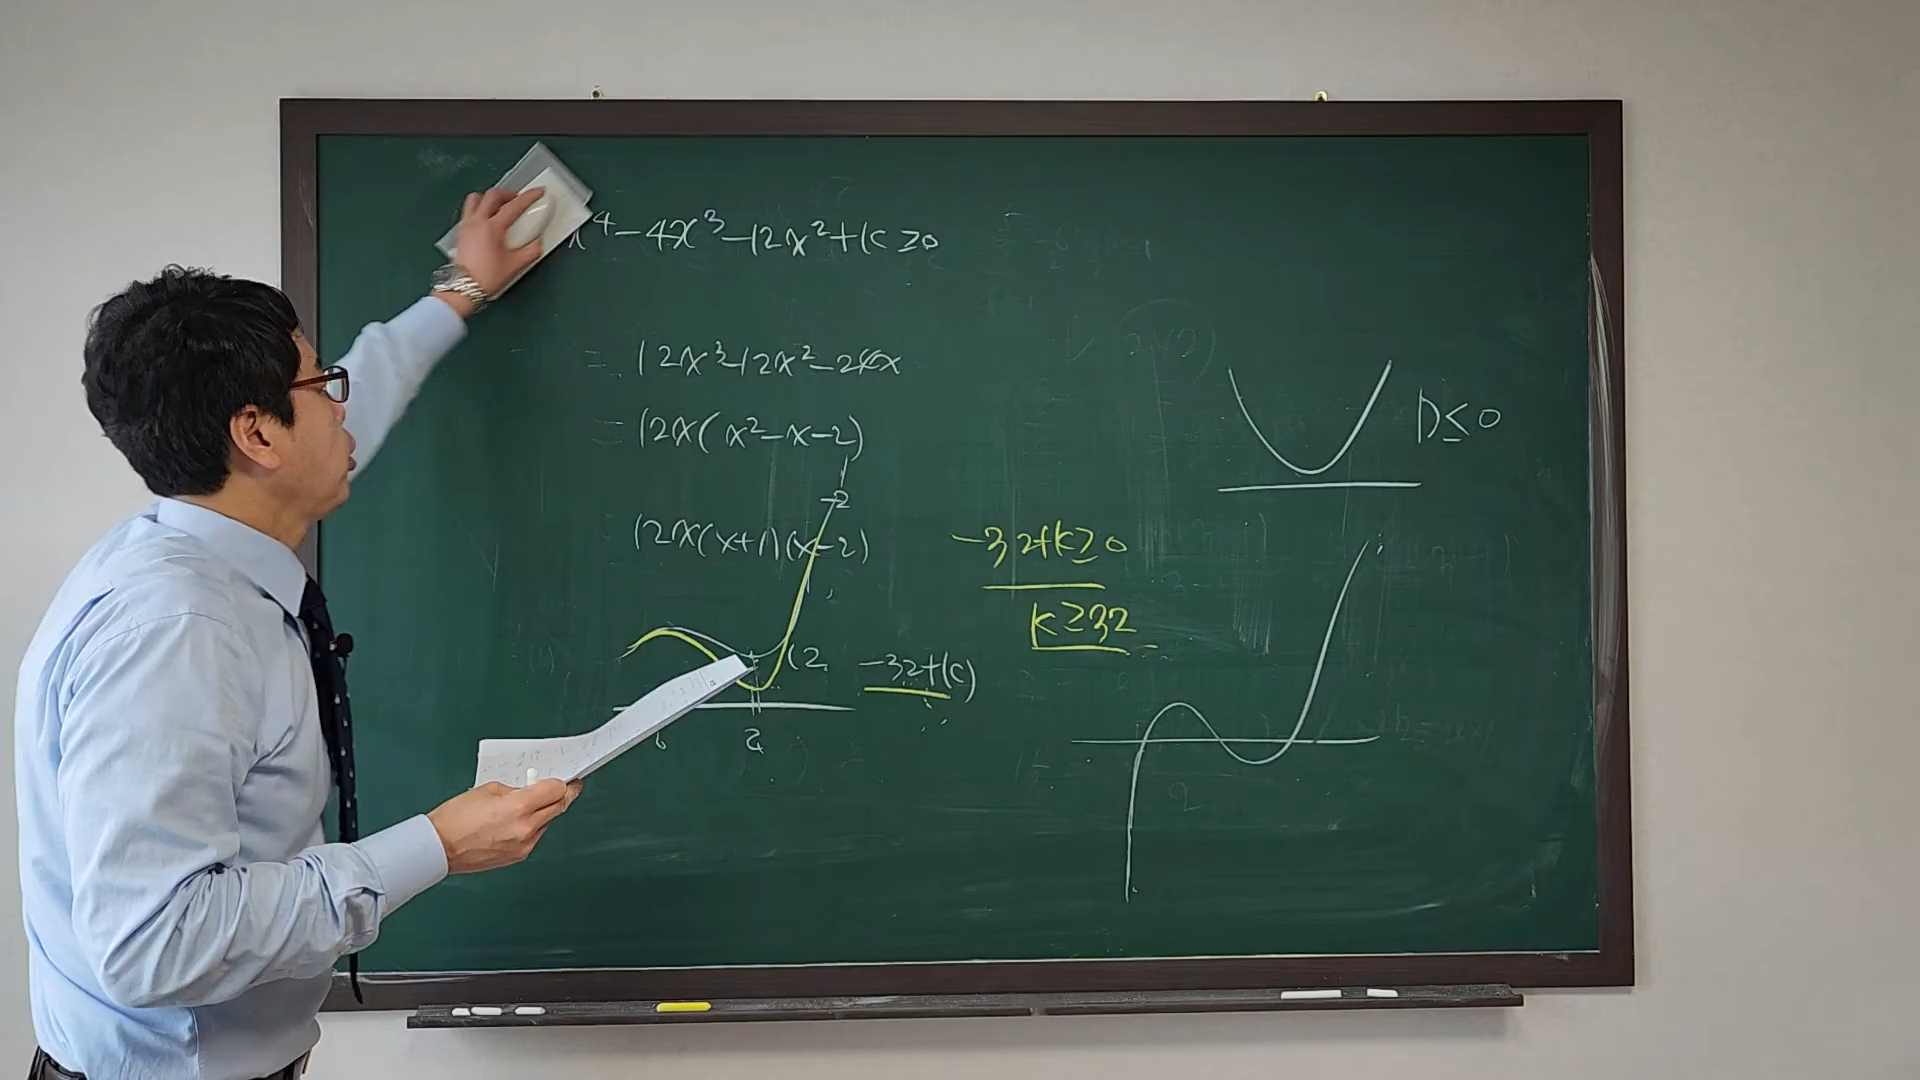 x⁴-4x³-12x²+k≥0
= 12x³-12x²-24x
= 12x(x²-x-2)
-2
= 12x(x+1)(x-2)
(2, -32+k)
2
-32+k≥0
k≥32
D≤0